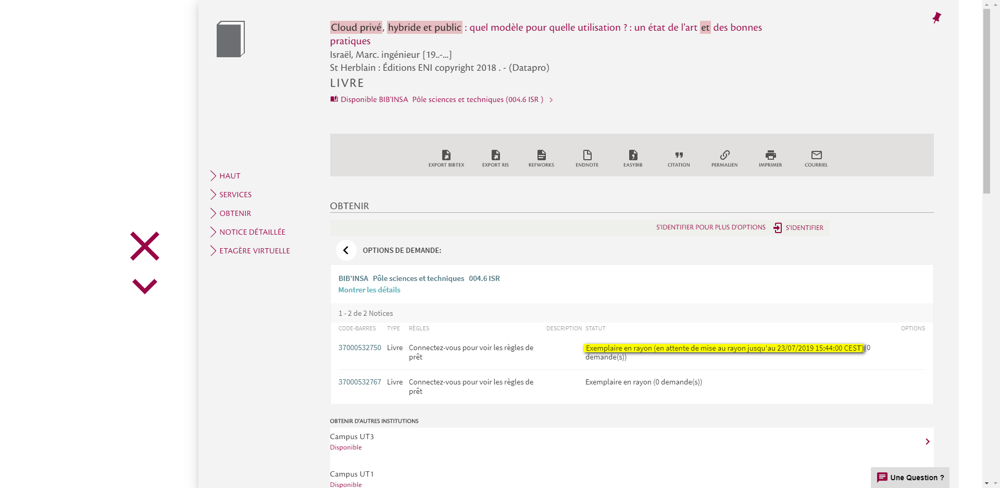 Cloud privé, hybride et public : quel modèle pour quelle utilisation ? : un état de l'art et des bonnes
pratiques
Israël, Marc. ingénieur [19..-...]
St Herblain : Éditions ENI copyright 2018 . - (Datapro)
LIVRE
Disponible BIB'INSA Pôle sciences et techniques (004.6 ISR )
EXPORT BIBTEX EXPORT RIS REFWORKS ENDNOTE EASYBIB CITATION PERMALIEN IMPRIMER COURRIEL
HAUT
SERVICES
OBTENIR
NOTICE DÉTAILLÉE
ETAGÈRE VIRTUELLE
OBTENIR
S'IDENTIFIER POUR PLUS D'OPTIONS S'IDENTIFIER
OPTIONS DE DEMANDE:
BIB'INSA Pôle sciences et techniques 004.6 ISR
Montrer les détails
1 - 2 de 2 Notices
CODE-BARRES TYPE RÈGLES DESCRIPTION STATUT OPTIONS
37000532750 Livre Connectez-vous pour voir les règles de Exemplaire en rayon (en attente de mise au rayon jusqu'au 23/07/2019 15:44:00 CEST) (0
prêt demande(s))
37000532767 Livre Connectez-vous pour voir les règles de Exemplaire en rayon (0 demande(s))
prêt
OBTENIR D'AUTRES INSTITUTIONS
Campus UT3
Disponible
Campus UT1
Disponible
Une Question ?